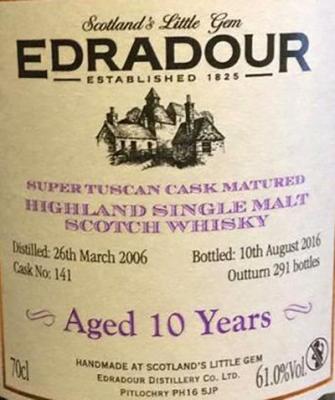 Scotland's Little Gem
EDRADOUR
ESTABLISHED 1825
SUPER TUSCAN CASK MATURED
HIGHLAND SINGLE MALT
SCOTCH WHISKY
Distilled: 26th March 2006
Bottled: 10th August 2016
Cask No: 141
Outturn 291 bottles
Aged 10 Years
70cl
HANDMADE AT SCOTLAND'S LITTLE GEM
EDRADOUR DISTILLERY CO. LTD.
PITLOCHRY PH16 5JP
61.0%Vol.